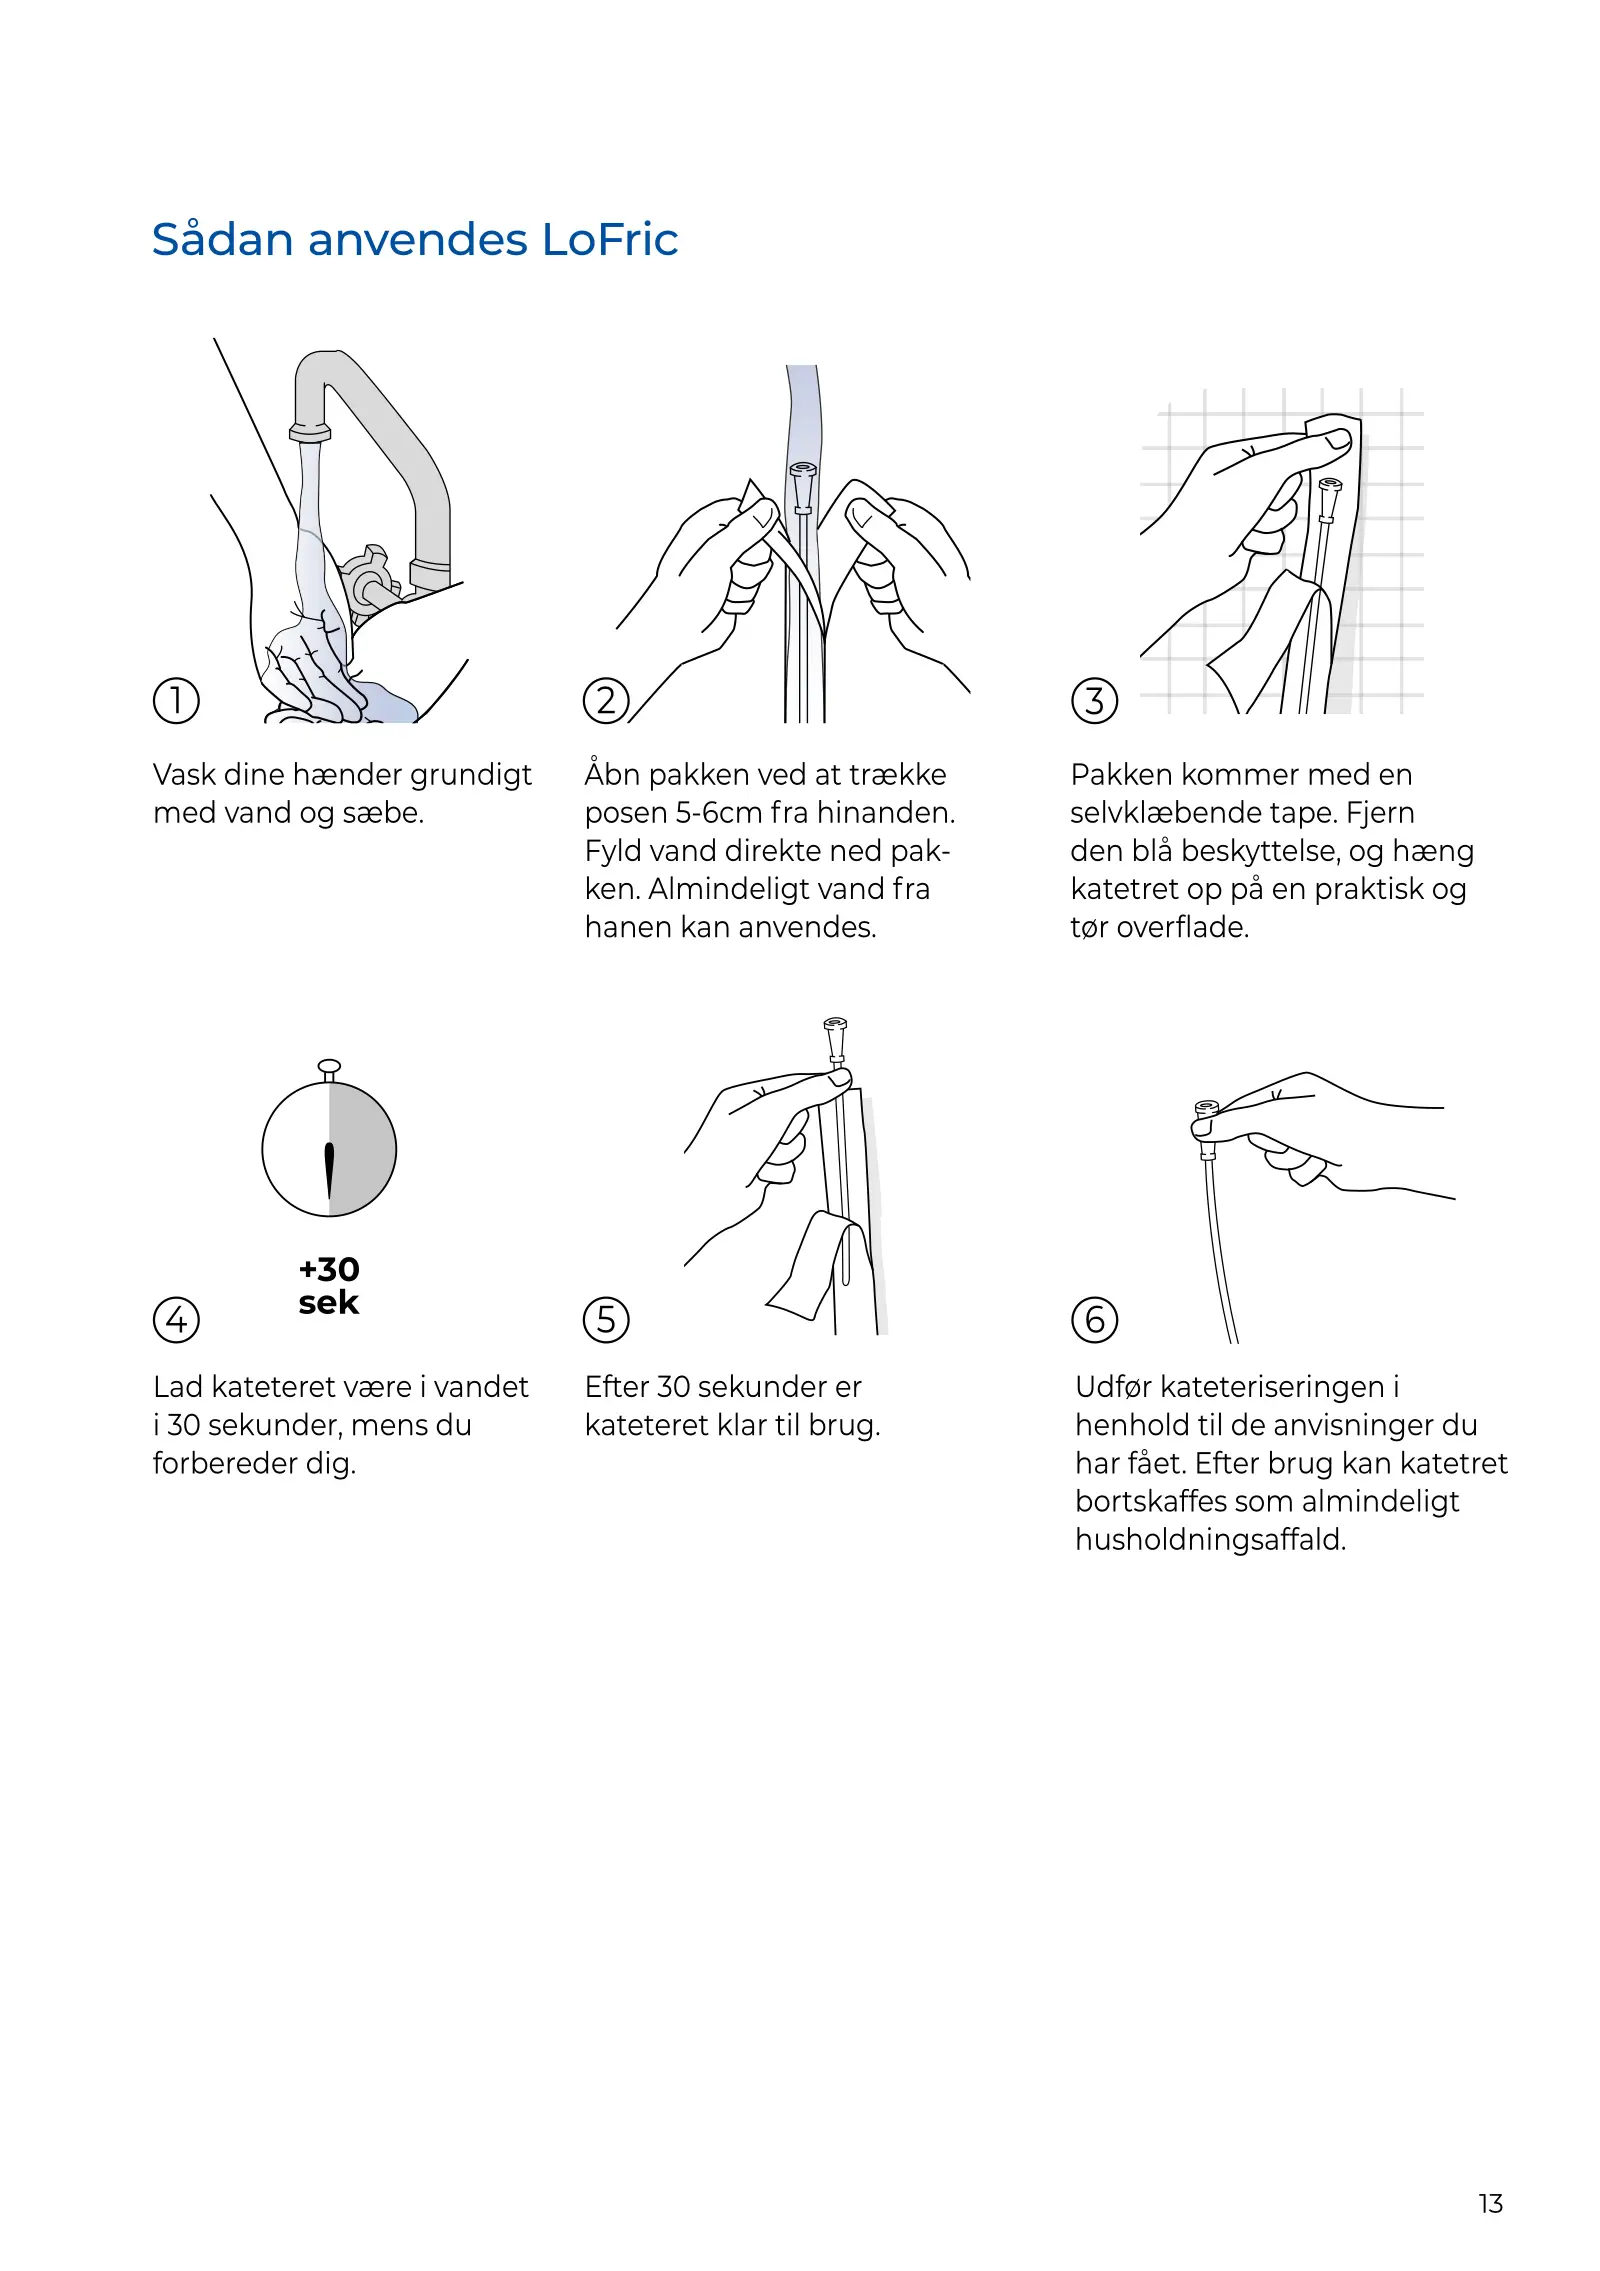 Sådan anvendes LoFric
1
Vask dine hænder grundigt
med vand og sæbe.
2
Åbn pakken ved at trække
posen 5-6cm fra hinanden.
Fyld vand direkte ned pak-
ken. Almindeligt vand fra
hanen kan anvendes.
3
Pakken kommer med en
selvklæbende tape. Fjern
den blå beskyttelse, og hæng
katetret op på en praktisk og
tør overflade.
+30
sek
4
Lad kateteret være i vandet
i 30 sekunder, mens du
forbereder dig.
5
Efter 30 sekunder er
kateteret klar til brug.
6
Udfør kateteriseringen i
henhold til de anvisninger du
har fået. Efter brug kan katetret
bortskaffes som almindeligt
husholdningsaffald.
13